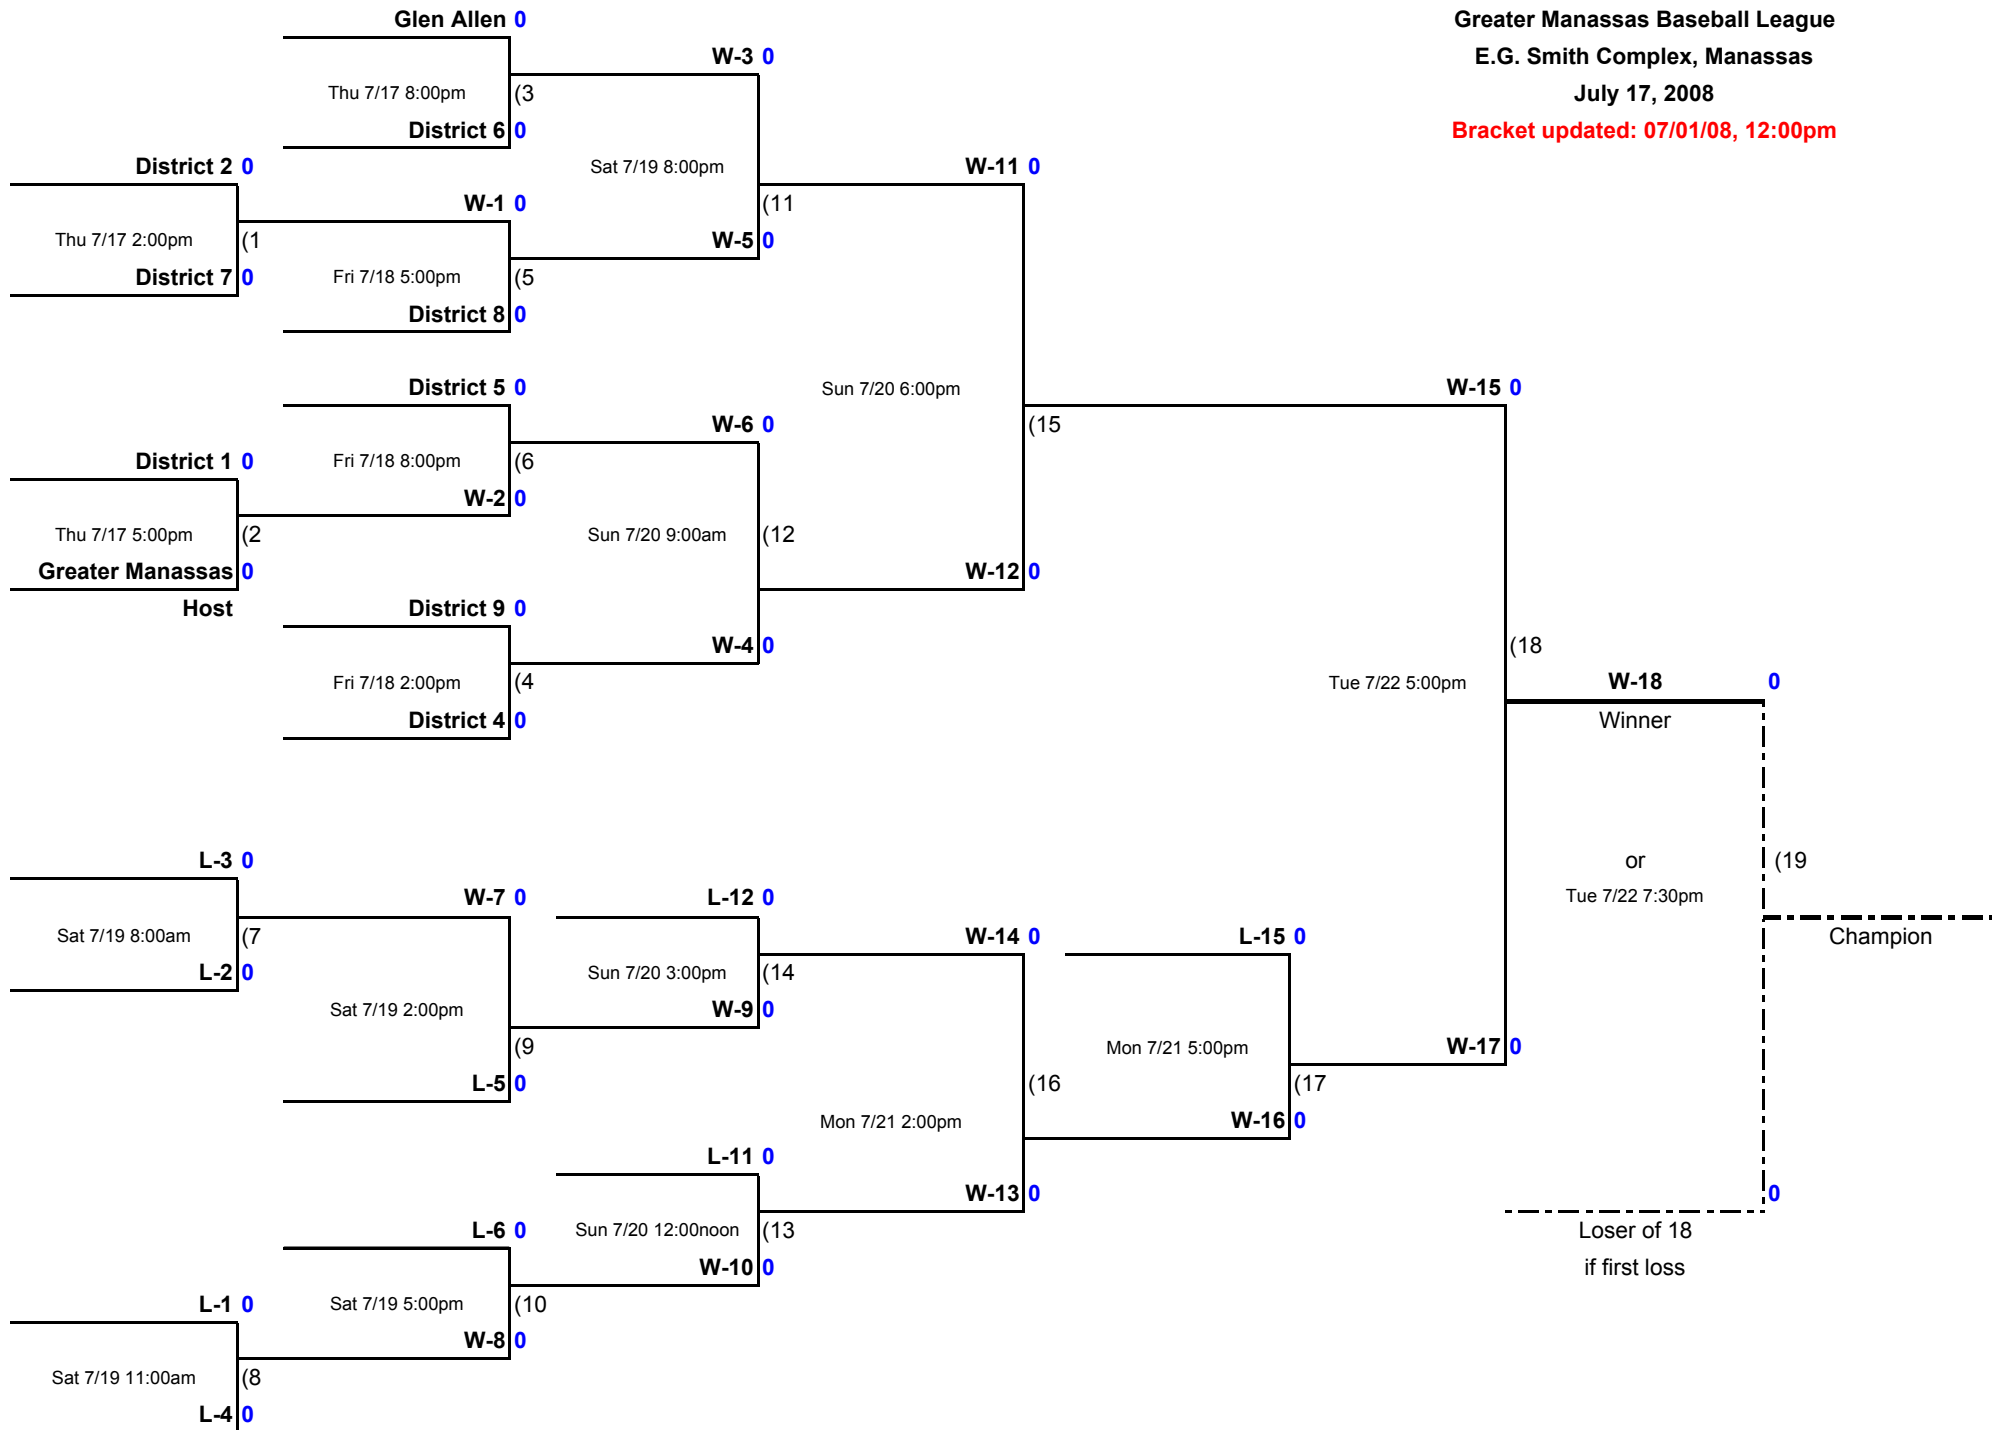 Glen Allen 0
Greater Manassas Baseball League
W-3 0
E.G. Smith Complex, Manassas
Thu 7/17 8:00pm (3
July 17, 2008
District 6 0
Bracket updated: 07/01/08, 12:00pm
District 2 0
Sat 7/19 8:00pm
W-11 0
W-1 0
(11
Thu 7/17 2:00pm (1
W-5 0
District 7 0
Fri 7/18 5:00pm (5
District 8 0
District 5 0
Sun 7/20 6:00pm
W-15 0
W-6 0
(15
District 1 0
Fri 7/18 8:00pm (6
W-2 0
Thu 7/17 5:00pm (2
Sun 7/20 9:00am (12
Greater Manassas 0
W-12 0
Host
District 9 0
W-4 0
(18
Fri 7/18 2:00pm (4
Tue 7/22 5:00pm
W-18 0
District 4 0
Winner
L-3 0
or
(19
W-7 0
L-12 0
Tue 7/22 7:30pm
Sat 7/19 8:00am (7
W-14 0
L-15 0
Champion
L-2 0
Sun 7/20 3:00pm (14
Sat 7/19 2:00pm
W-9 0
(9
Mon 7/21 5:00pm
W-17 0
L-5 0
(16
(17
Mon 7/21 2:00pm
W-16 0
L-11 0
W-13 0
0
L-6 0
Sun 7/20 12:00noon (13
Loser of 18
W-10 0
if first loss
L-1 0
Sat 7/19 5:00pm (10
W-8 0
Sat 7/19 11:00am (8
L-4 0